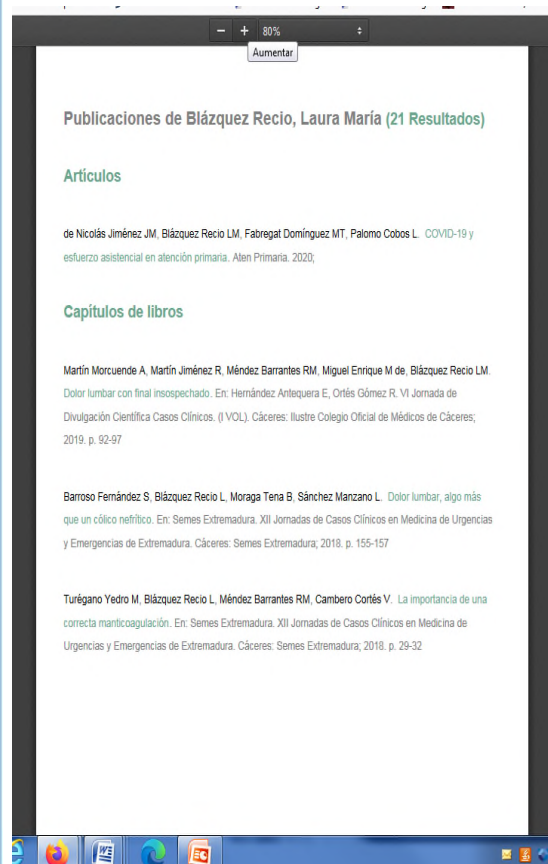 80%
Aumentar
Publicaciones de Blázquez Recio, Laura María (21 Resultados)
Artículos
de Nicolás Jiménez JM, Blázquez Recio LM, Fabregat Domínguez MT, Palomo Cobos L. COVID-19 y
esfuerzo asistencial en atención primaria. Aten Primaria. 2020;
Capítulos de libros
Martín Morcuende A, Martín Jiménez R, Méndez Barrantes RM, Miguel Enrique M de, Blázquez Recio LM.
Dolor lumbar con final insospechado. En: Hernández Antequera E, Ortés Gómez R. VI Jornada de
Divulgación Científica Casos Clínicos. (I VOL). Cáceres: Ilustre Colegio Oficial de Médicos de Cáceres;
2019. p. 92-97
Barroso Fernández S, Blázquez Recio L, Moraga Tena B, Sánchez Manzano L. Dolor lumbar, algo más
que un cólico nefrítico. En: Semes Extremadura. XII Jornadas de Casos Clínicos en Medicina de Urgencias
y Emergencias de Extremadura. Cáceres: Semes Extremadura; 2018. p. 155-157
Turégano Yedro M, Blázquez Recio L, Méndez Barrantes RM, Cambero Cortés V. La importancia de una
correcta manticoagulación. En: Semes Extremadura. XII Jornadas de Casos Clínicos en Medicina de
Urgencias y Emergencias de Extremadura. Cáceres: Semes Extremadura; 2018. p. 29-32